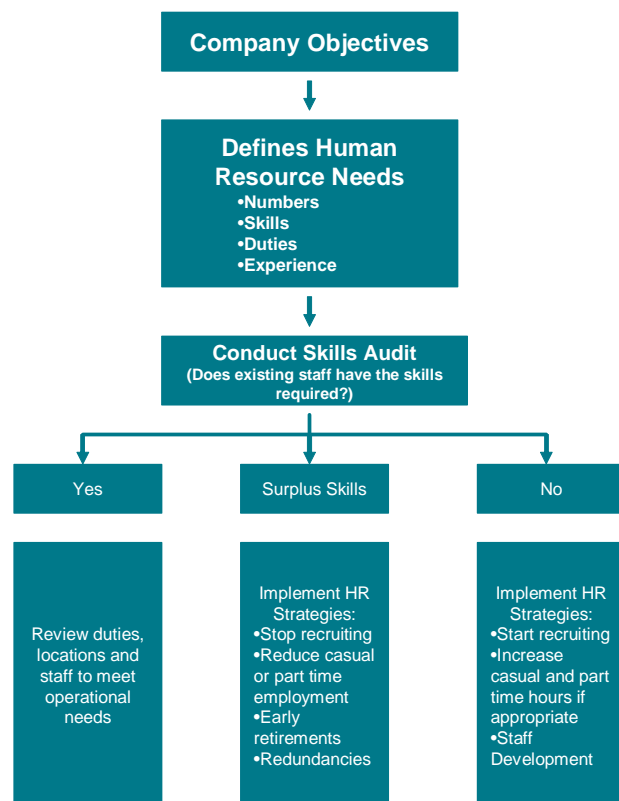 Company Objectives
Defines Human
Resource Needs
•Numbers
•Skills
•Duties
•Experience
Conduct Skills Audit
(Does existing staff have the skills
required?)
Yes
Surplus Skills
No
Review duties,
locations and
staff to meet
operational
needs
Implement HR
Strategies:
•Stop recruiting
•Reduce casual
or part time
employment
•Early
retirements
•Redundancies
Implement HR
Strategies:
•Start recruiting
•Increase
casual and part
time hours if
appropriate
•Staff
Development